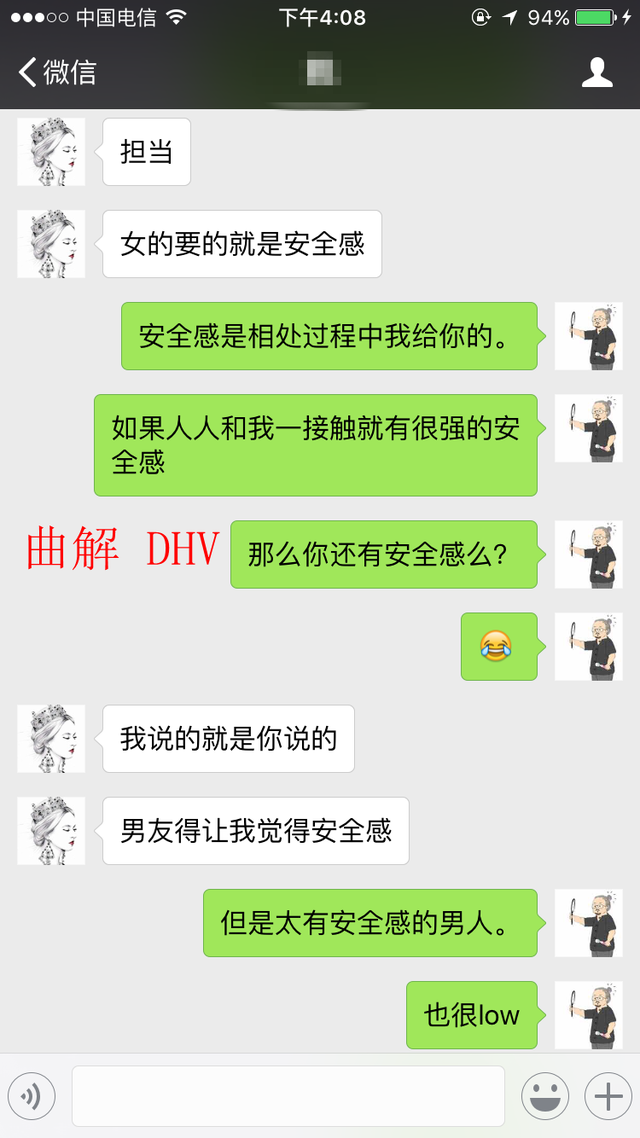 中国电信 下午4:08 94%
微信
担当
女的要的就是安全感
安全感是相处过程中我给你的。
如果人人和我一接触就有很强的安
全感
曲解 DHV 那么你还有安全感么?
我说的就是你说的
男友得让我觉得安全感
但是太有安全感的男人。
也很low